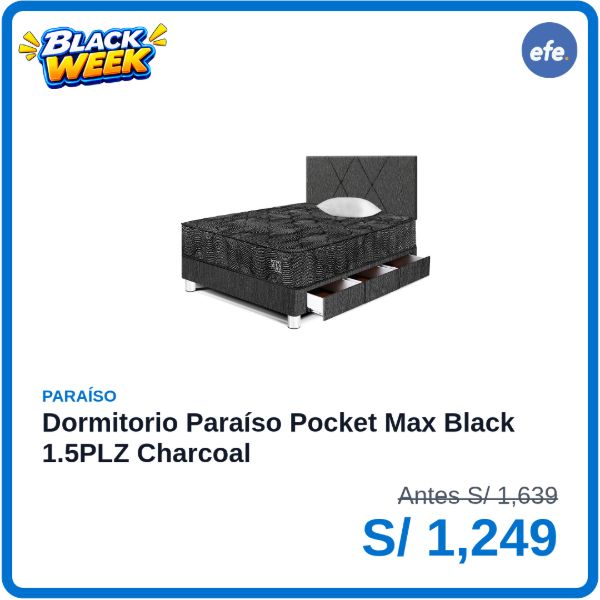 BLACK
WEEK
efe.
PARAÍSO
Dormitorio Paraíso Pocket Max Black
1.5PLZ Charcoal
Antes S/ 1,639
S/ 1,249